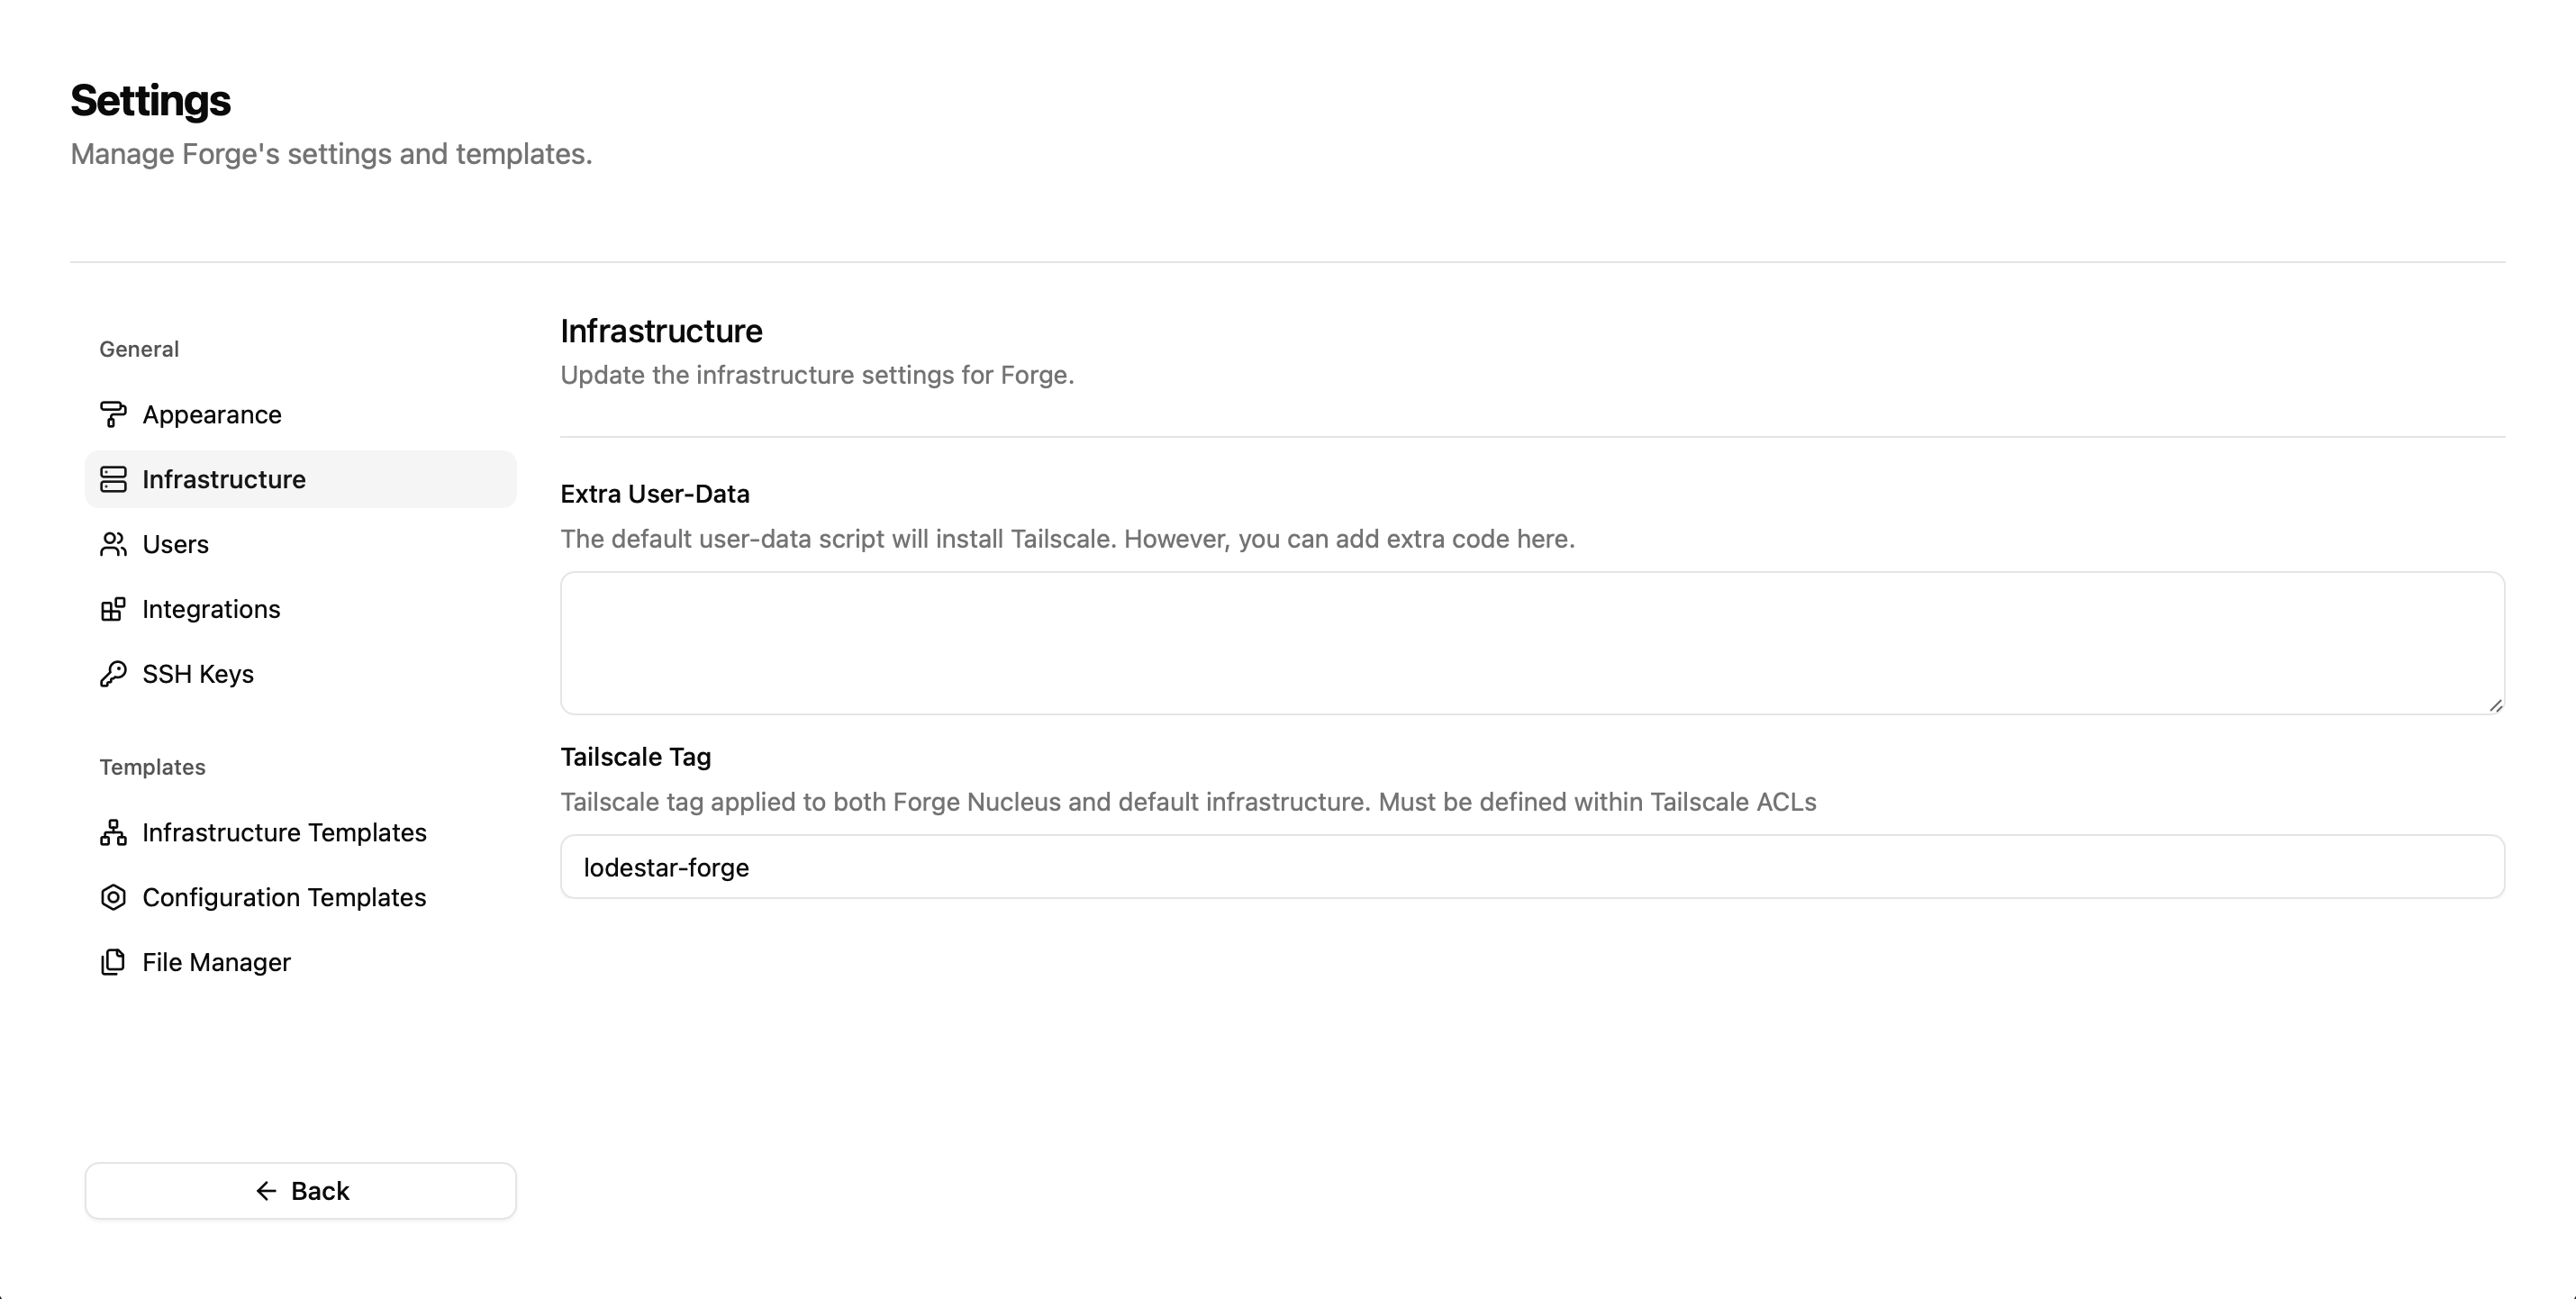 Settings
Manage Forge's settings and templates.
General
Appearance
Infrastructure
Users
Integrations
SSH Keys
Templates
Infrastructure Templates
Configuration Templates
File Manager
Back
Infrastructure
Update the infrastructure settings for Forge.
Extra User-Data
The default user-data script will install Tailscale. However, you can add extra code here.
Tailscale Tag
Tailscale tag applied to both Forge Nucleus and default infrastructure. Must be defined within Tailscale ACLs
lodestar-forge